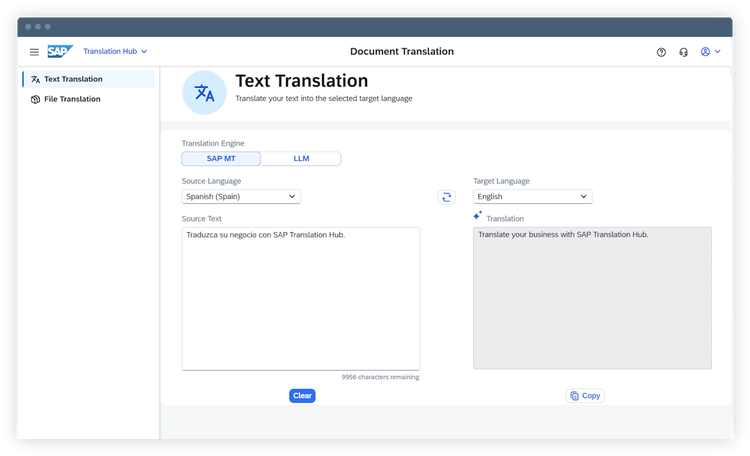 SAP
Translation Hub
Document Translation
Text Translation
File Translation
Text Translation
Translate your text into the selected target language
Translation Engine
SAP MT
LLM
Source Language
Spanish (Spain)
Target Language
English
Source Text
Traduzca su negocio con SAP Translation Hub.
9956 characters remaining
Clear
Translation
Translate your business with SAP Translation Hub.
Copy